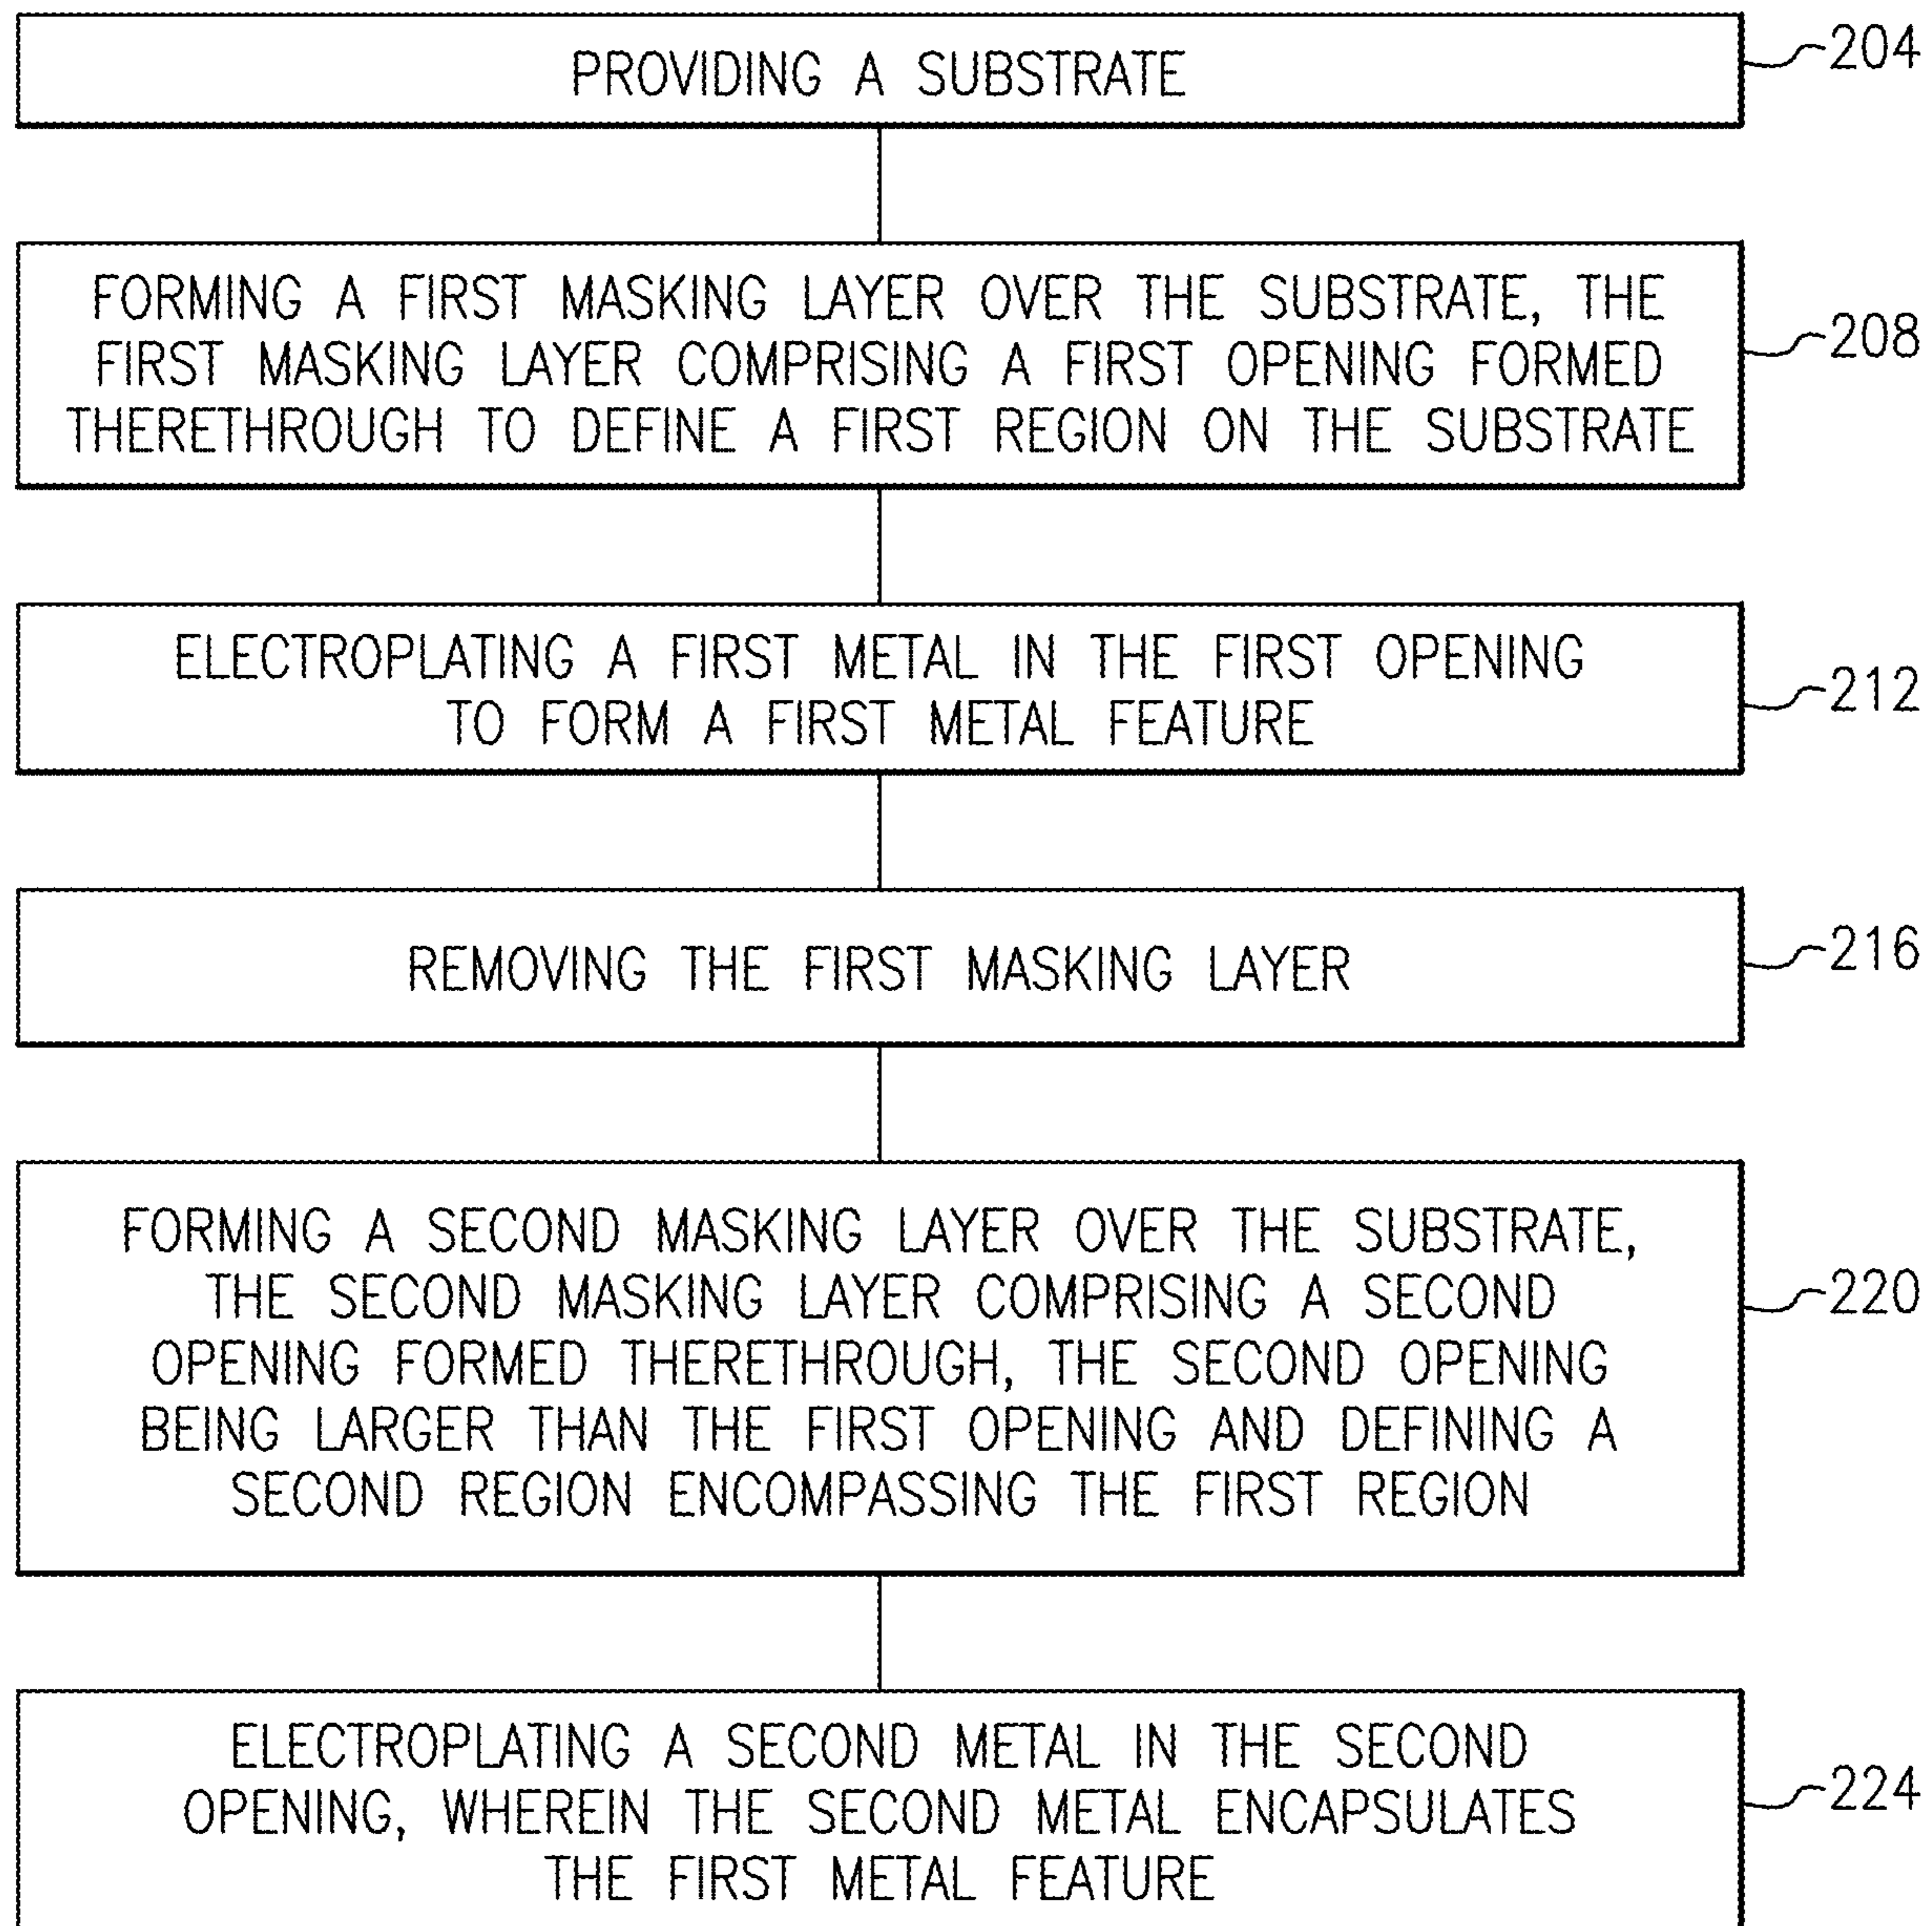 PROVIDING A SUBSTRATE
204
FORMING A FIRST MASKING LAYER OVER THE SUBSTRATE, THE
FIRST MASKING LAYER COMPRISING A FIRST OPENING FORMED
THERETHROUGH TO DEFINE A FIRST REGION ON THE SUBSTRATE
208
ELECTROPLATING A FIRST METAL IN THE FIRST OPENING
TO FORM A FIRST METAL FEATURE
212
REMOVING THE FIRST MASKING LAYER
216
FORMING A SECOND MASKING LAYER OVER THE SUBSTRATE,
THE SECOND MASKING LAYER COMPRISING A SECOND
OPENING FORMED THERETHROUGH, THE SECOND OPENING
BEING LARGER THAN THE FIRST OPENING AND DEFINING A
SECOND REGION ENCOMPASSING THE FIRST REGION
220
ELECTROPLATING A SECOND METAL IN THE SECOND
OPENING, WHEREIN THE SECOND METAL ENCAPSULATES
THE FIRST METAL FEATURE
224